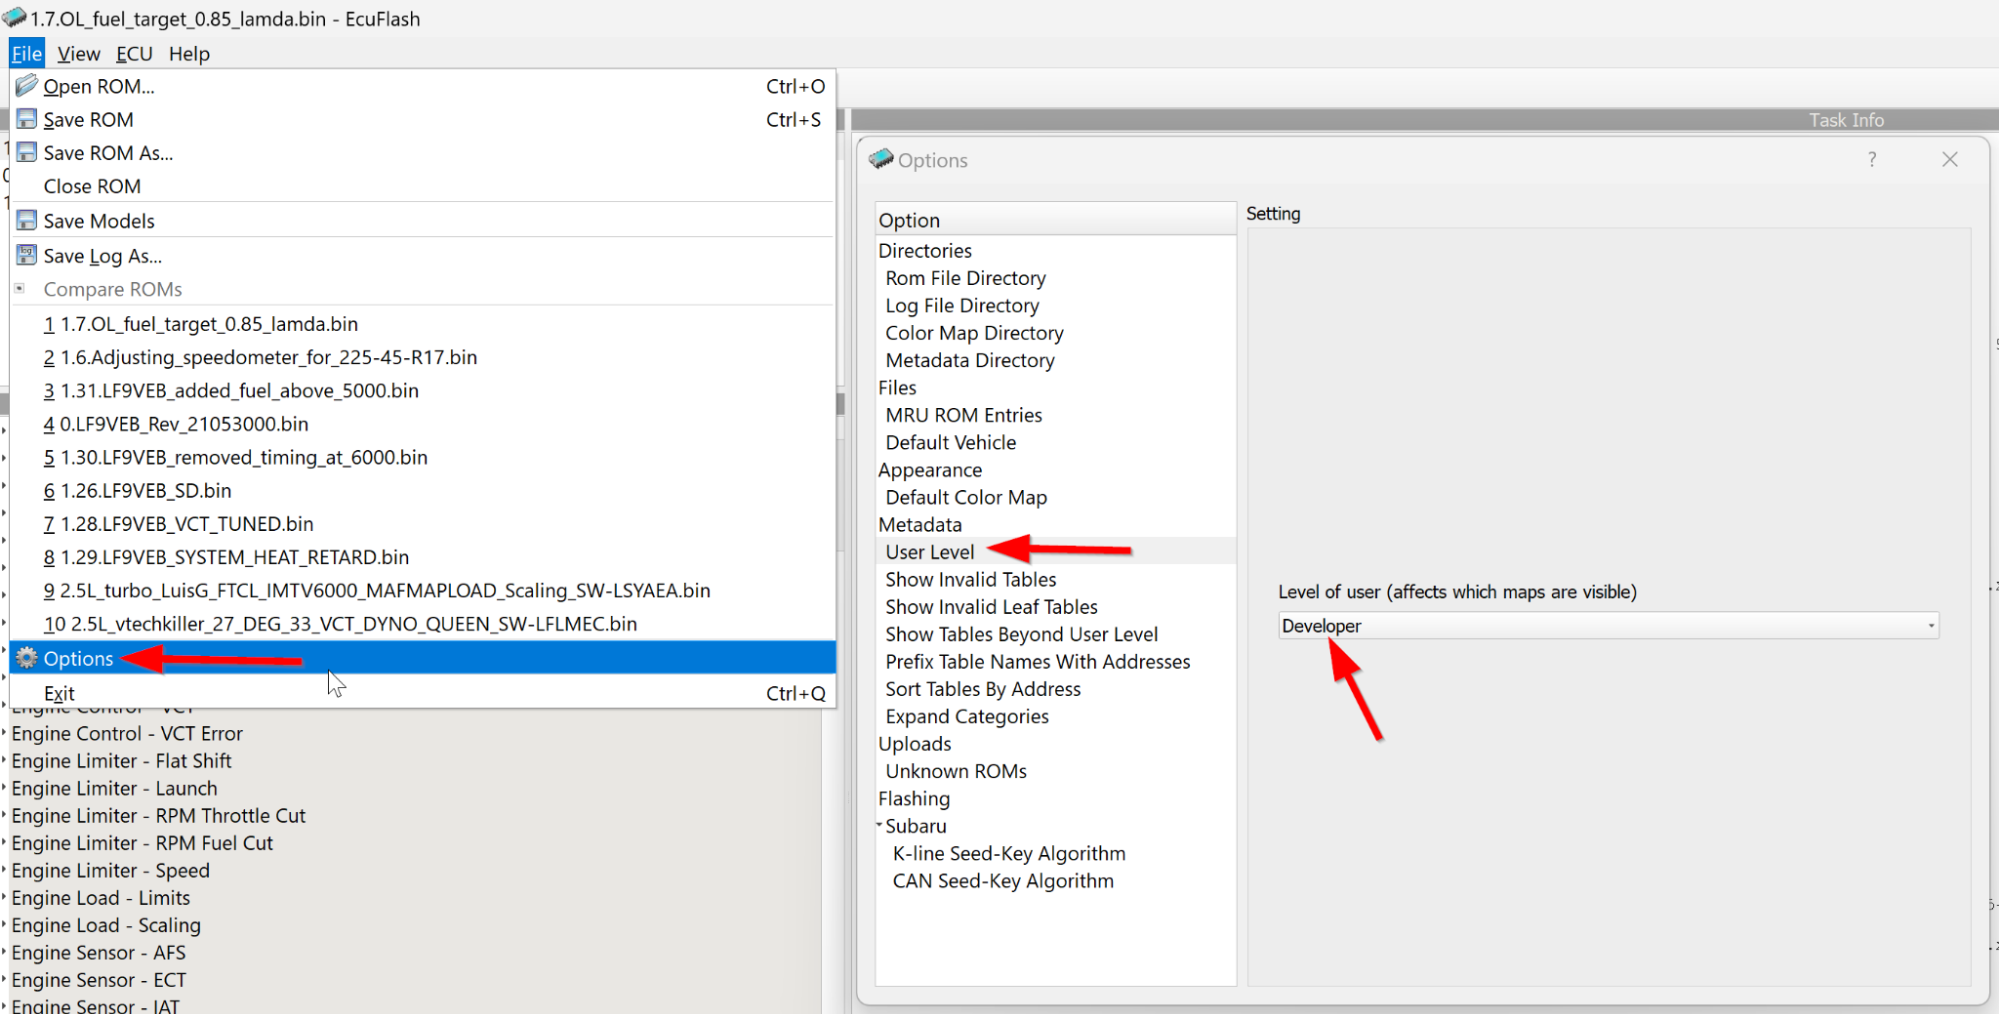 1.7.OL_fuel_target_0.85_lamda.bin - EcuFlash
File View ECU Help
Open ROM... Ctrl+O
Save ROM Ctrl+S
Save ROM As...
Close ROM
Save Models
Save Log As...
Compare ROMs
1 1.7.OL_fuel_target_0.85_lamda.bin
2 1.6.Adjusting_speedometer_for_225-45-R17.bin
3 1.31.LF9VEB_added_fuel_above_5000.bin
4 0.LF9VEB_Rev_21053000.bin
5 1.30.LF9VEB_removed_timing_at_6000.bin
6 1.26.LF9VEB_SD.bin
7 1.28.LF9VEB_VCT_TUNED.bin
8 1.29.LF9VEB_SYSTEM_HEAT_RETARD.bin
9 2.5L_turbo_LuisG_FTCL_IMTV6000_MAFMAPLOAD_Scaling_SW-LSYAEA.bin
10 2.5L_vtechkiller_27_DEG_33_VCT_DYNO_QUEEN_SW-LFLMEC.bin
Options
Exit Ctrl+Q
Engine Control - VCT
Engine Control - VCT Error
Engine Limiter - Flat Shift
Engine Limiter - Launch
Engine Limiter - RPM Throttle Cut
Engine Limiter - RPM Fuel Cut
Engine Limiter - Speed
Engine Load - Limits
Engine Load - Scaling
Engine Sensor - AFS
Engine Sensor - ECT
Engine Sensor - IAT
Task Info
Options
Option
Directories
Rom File Directory
Log File Directory
Color Map Directory
Metadata Directory
Files
MRU ROM Entries
Default Vehicle
Appearance
Default Color Map
Metadata
User Level
Show Invalid Tables
Show Invalid Leaf Tables
Show Tables Beyond User Level
Prefix Table Names With Addresses
Sort Tables By Address
Expand Categories
Uploads
Unknown ROMs
Flashing
Subaru
K-line Seed-Key Algorithm
CAN Seed-Key Algorithm
Setting
Level of user (affects which maps are visible)
Developer